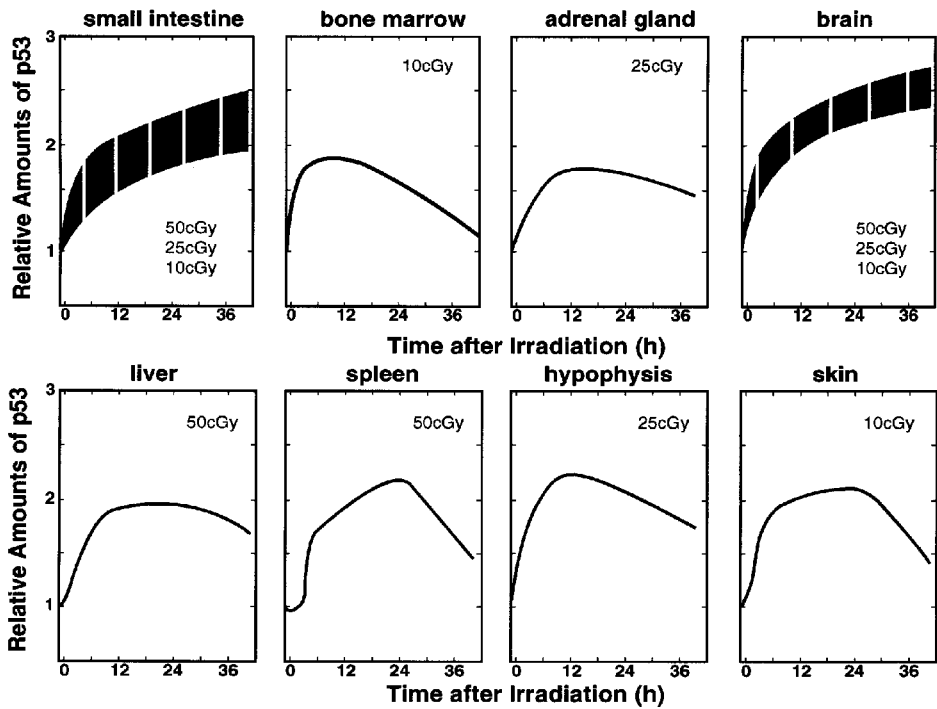 small intestine
bone marrow
adrenal gland
brain
Relative Amounts of p53
3
2
1
50cGy
25cGy
10cGy
10cGy
25cGy
50cGy
25cGy
10cGy
0 12 24 36
0 12 24 36
0 12 24 36
0 12 24 36
Time after Irradiation (h)
liver
spleen
hypophysis
skin
Relative Amounts of p53
3
2
1
50cGy
50cGy
25cGy
10cGy
0 12 24 36
0 12 24 36
0 12 24 36
0 12 24 36
Time after Irradiation (h)